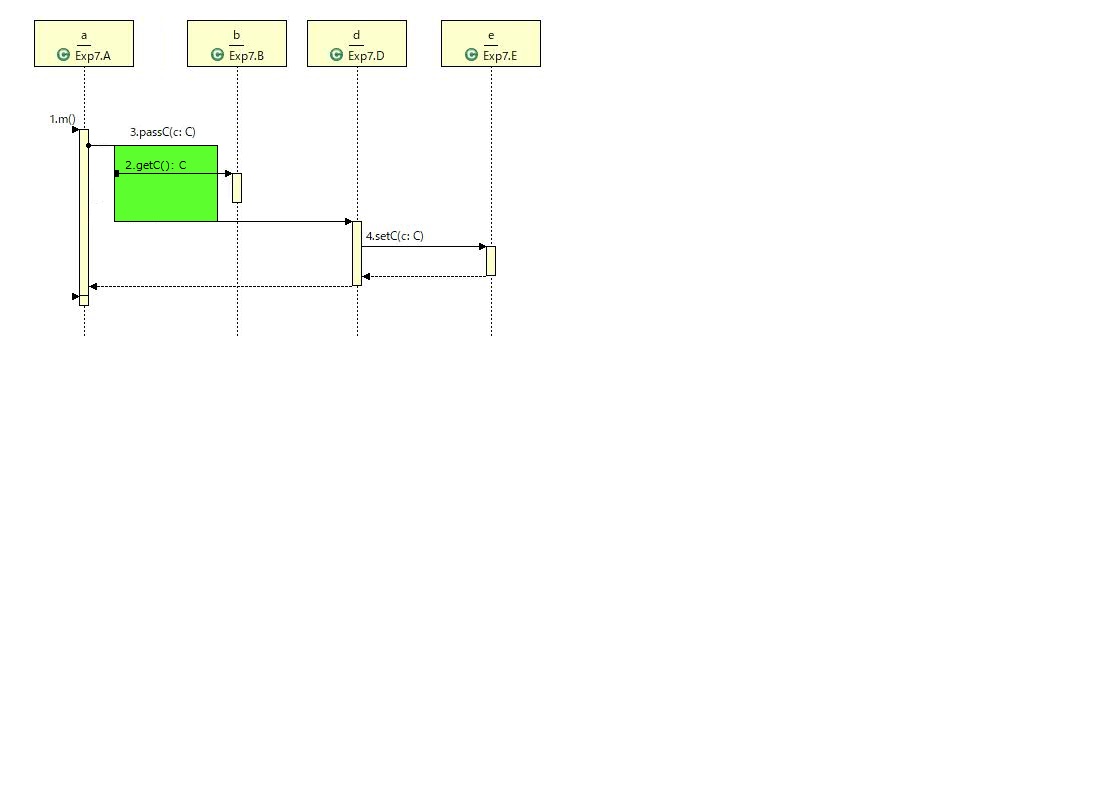 a
Exp7.A
b
Exp7.B
d
Exp7.D
e
Exp7.E
1.m()
3.passC(c: C)
2.getC(): C
4.setC(c: C)